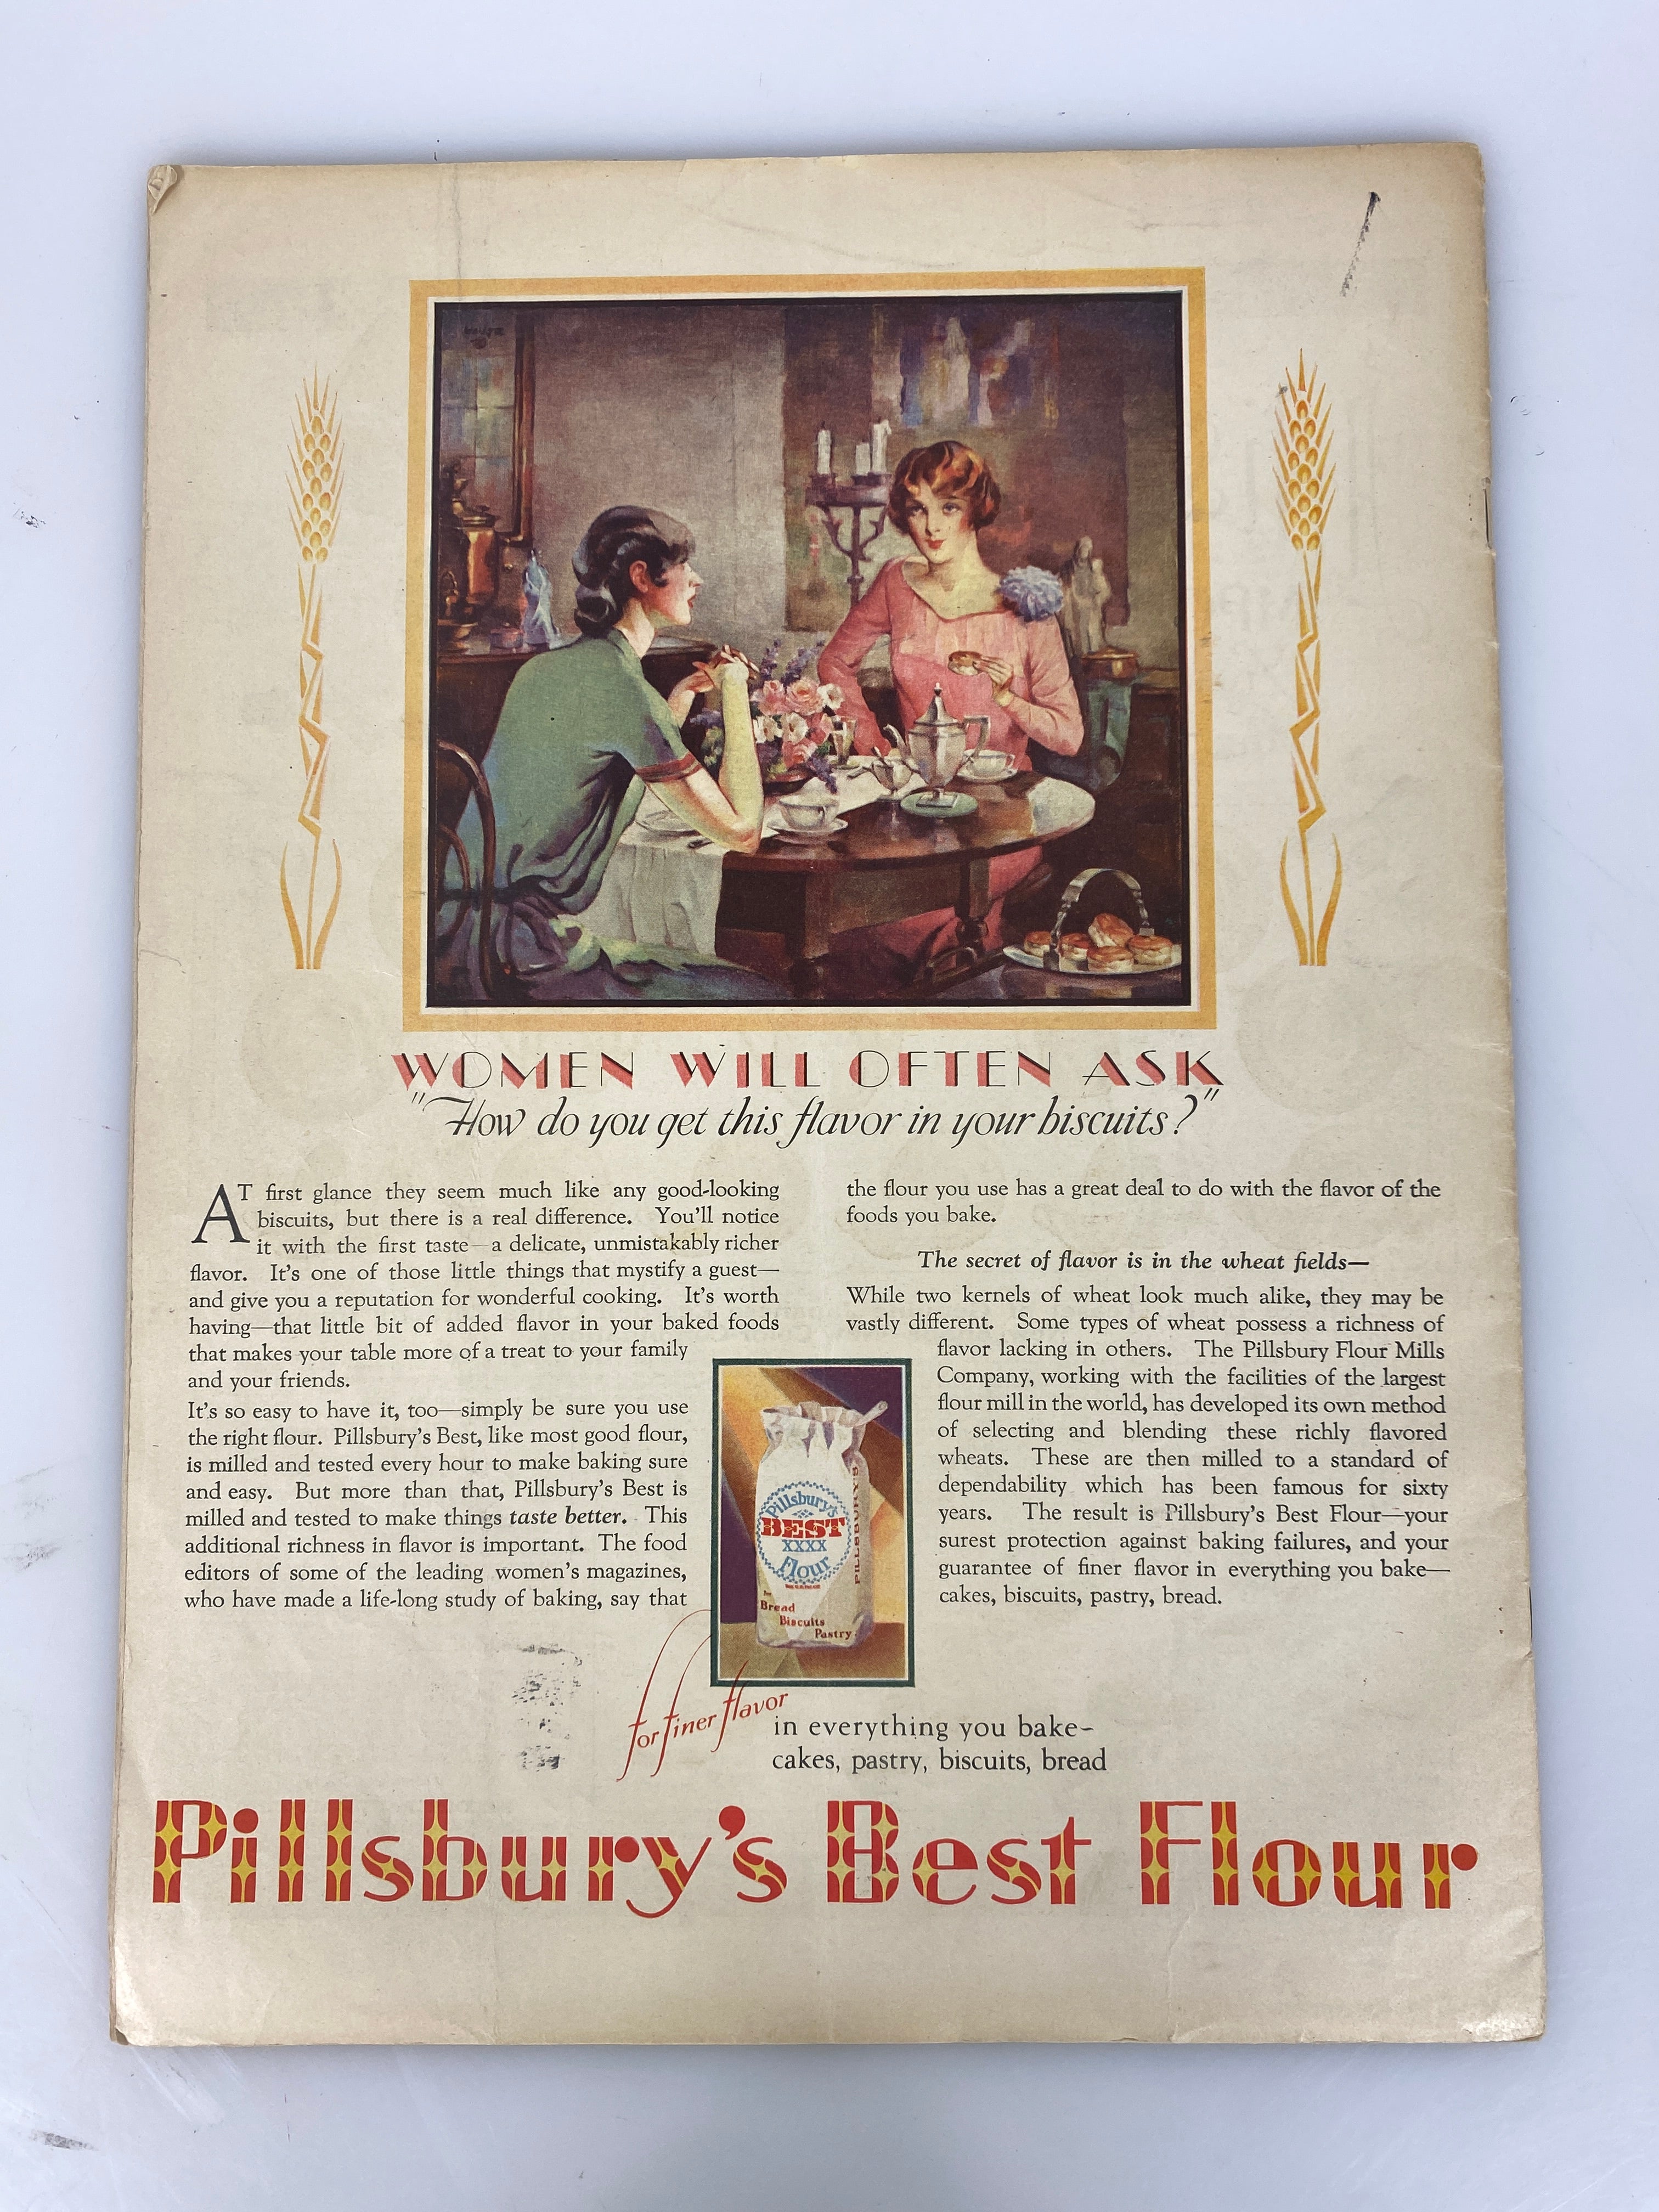 WOMEN WILL OFTEN ASK
"How do you get this flavor in your biscuits?"
AT first glance they seem much like any good-looking
biscuits, but there is a real difference. You'll notice
it with the first taste—a delicate, unmistakably richer
flavor. It's one of those little things that mystify a guest—
and give you a reputation for wonderful cooking. It's worth
having—that little bit of added flavor in your baked foods
that makes your table more of a treat to your family
and your friends.
It's so easy to have it, too—simply be sure you use
the right flour. Pillsbury's Best, like most good flour,
is milled and tested every hour to make baking sure
and easy. But more than that, Pillsbury's Best is
milled and tested to make things taste better. This
additional richness in flavor is important. The food
editors of some of the leading women's magazines,
who have made a life-long study of baking, say that
the flour you use has a great deal to do with the flavor of the
foods you bake.
The secret of flavor is in the wheat fields—
While two kernels of wheat look much alike, they may be
vastly different. Some types of wheat possess a richness of
flavor lacking in others. The Pillsbury Flour Mills
Company, working with the facilities of the largest
flour mill in the world, has developed its own method
of selecting and blending these richly flavored
wheats. These are then milled to a standard of
dependability which has been famous for sixty
years. The result is Pillsbury's Best Flour—your
surest protection against baking failures, and your
guarantee of finer flavor in everything you bake—
cakes, biscuits, pastry, bread.
Pillsbury's
BEST
XXXX
Flour
PILLSBURY'S
For
Bread
Biscuits
Pastry
for finer flavor
in everything you bake-
cakes, pastry, biscuits, bread
Pillsbury's Best Flour